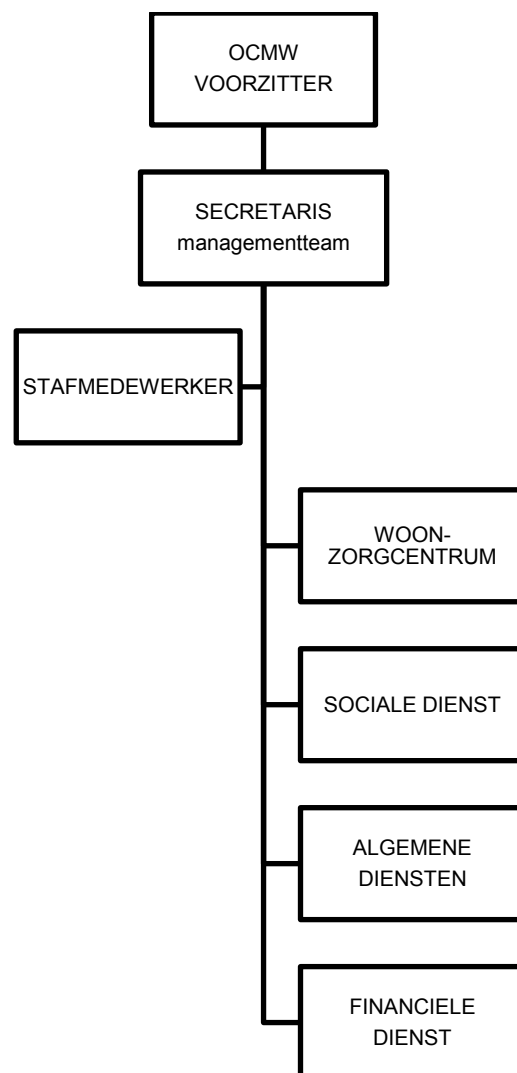 OCMW
VOORZITTER
SECRETARIS
managementteam
STAFMEDEWERKER
WOON-
ZORGCENTRUM
SOCIALE DIENST
ALGEMENE
DIENSTEN
FINANCIELE
DIENST